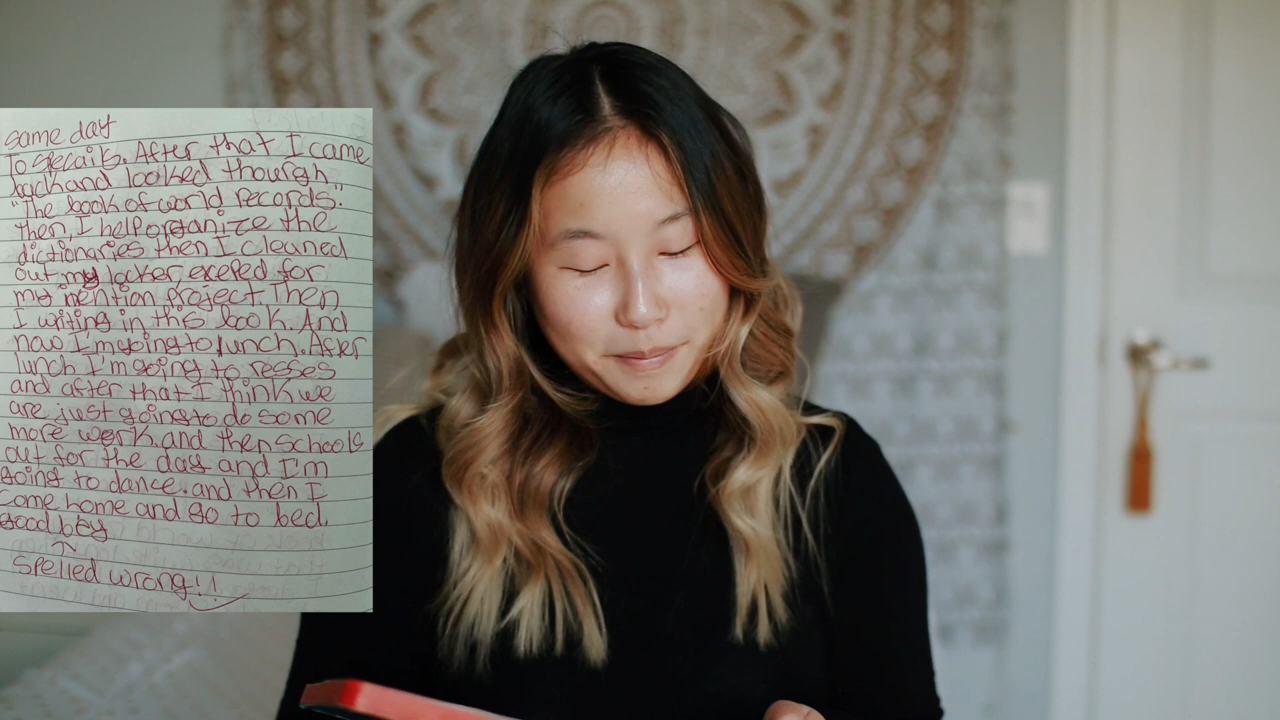 same day
To specails. After that I came
back and looked thourgh
"The book of world records."
then, I help organize the
dictionaries then I cleaned
out my locker exeped for
my inention project. Then
I witing in this book. And
now I'm going to lunch. After
lunch I'm going to resses
and after that I think we
are just going to do some
more work and then schools
out for the day and I'm
going to dance. and then I
come home and go to bed.
good bby
spelled wrong!!